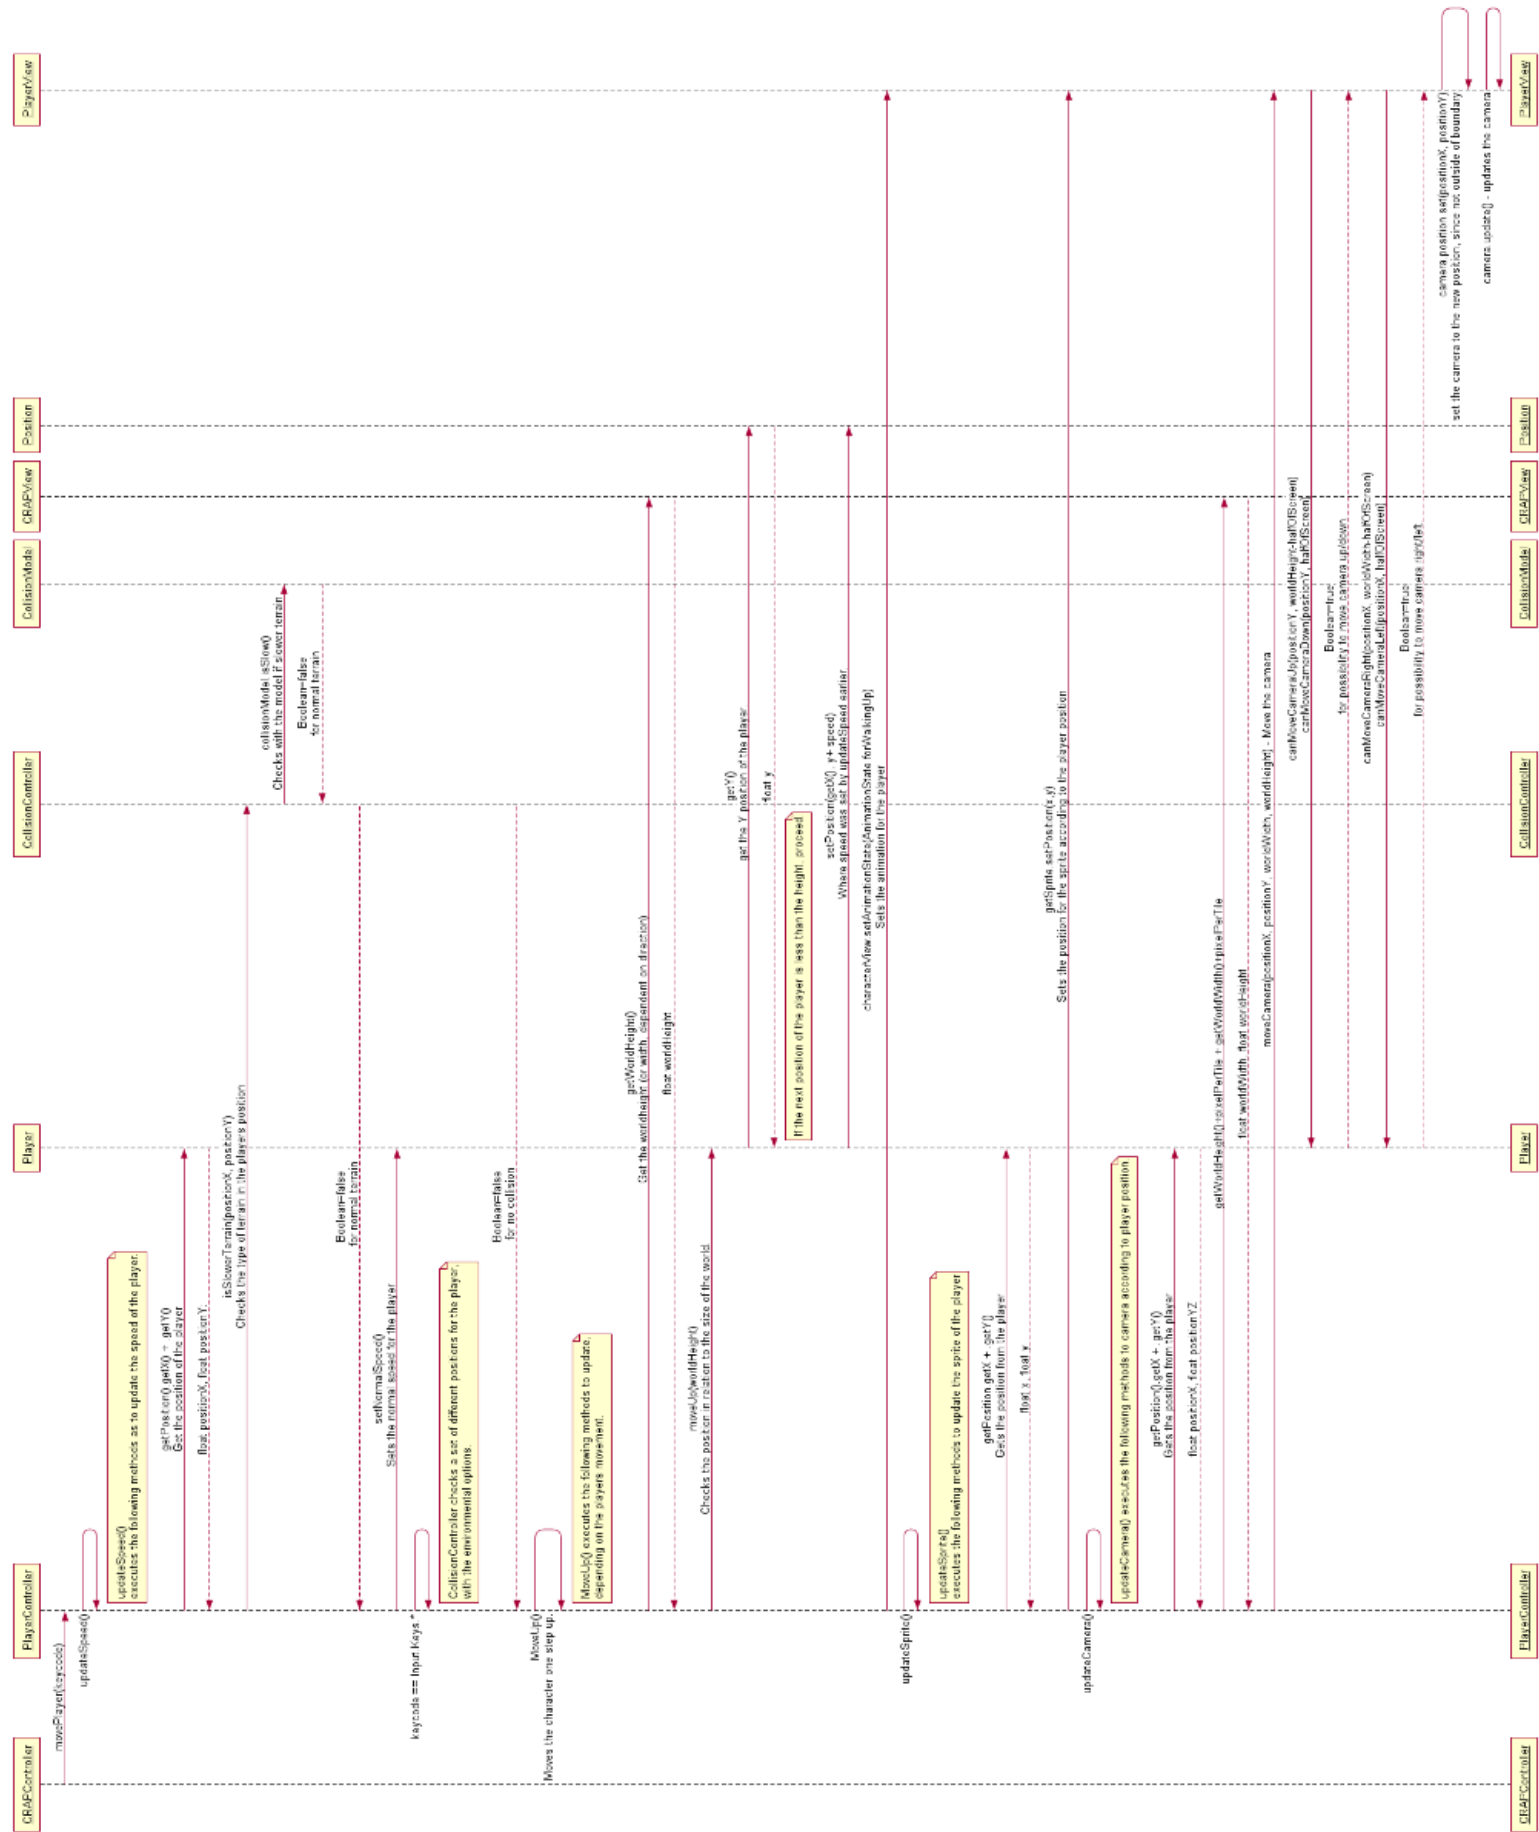 CRAPController
PlayerController
Player
CollisionController
CollisionModel
CRAPView
Position
PlayerView
movePlayer(keycode)
updateSpeed()
updateSpeed()
executes the following methods as to update the speed of the player.
getPosition().getX() + .getY()
Get the position of the player
float positionX, float positionY.
isSlowerTerrain(positionX, positionY)
Checks the type of terrain in the players position
collisionModel.isSlow()
Checks with the model if slower terrain
Boolean=false
for normal terrain
Boolean=false
for normal terrain
setNormalSpeed()
Sets the normal speed for the player
keycode == Input.Keys.*
CollisionController checks a set of different positions for the player,
with the environmental options.
Boolean=false
for no collision
MoveUp()
Moves the character one step up.
MoveUp() executes the following methods to update,
depending on the players movement.
getWorldHeight()
Get the worldheight (or width, dependent on direction)
float worldHeight
moveUp(worldHeight)
Checks the position in relation to the size of the world.
getY()
get the Y position of the player
float y
If the next position of the player is less than the height, proceed
setPosition(getX(), y+ speed)
Where speed was set by updateSpeed earlier
characterView.setAnimationState(AnimationState.forWalkingUp)
Sets the animation for the player
updateSprite()
updateSprite()
executes the following methods to update the sprite of the player
getPosition.getX + .getY()
Gets the position from the player
float x , float y
getSprite.setPosition(x,y)
Sets the position for the sprite according to the player position
updateCamera()
updateCamera() executes the following methods to camera according to player position
getPosition().getX + .getY()
Gets the position from the player
float positionX, float positionYZ
getWorldHeight()+pixelPerTile + getWorldWidth()+pixelPerTile
float worldWidth, float worldHeight
moveCamera(positionX, positionY, worldWidth, worldHeight) - Move the camera
canMoveCameraUp(positionY, worldHeight-halfOfScreen)
canMoveCameraDown(positionY, halfOfScreen)
Boolean=true
for possibility to move camera up/down
canMoveCameraRight(positionX, worldWidth-halfOfScreen)
canMoveCameraLeft(positionX, halfOfScreen)
Boolean=true
for possibility to move camera right/left
camera.position.set(positionX, positionY)
set the camera to the new position, since not outside of boundary
camera.update() - updates the camera
CRAPController
PlayerController
Player
CollisionController
CollisionModel
CRAPView
Position
PlayerView